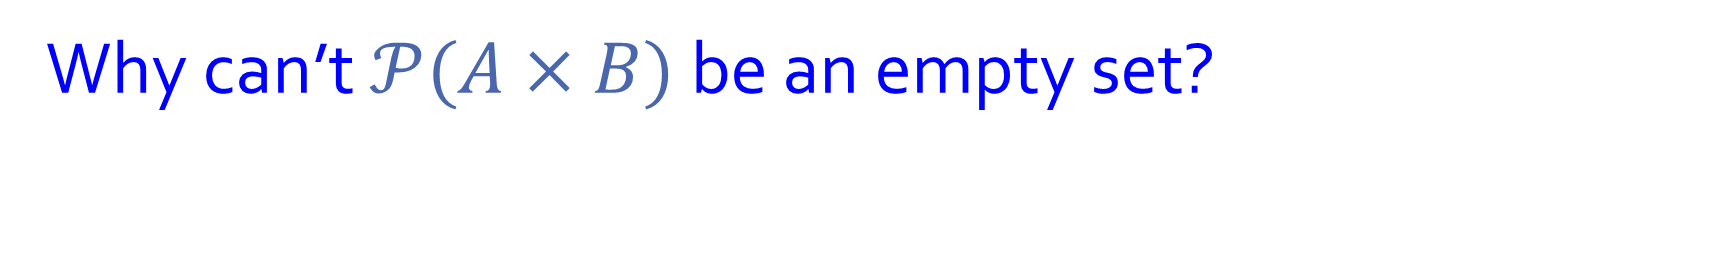 Why can't 𝒫(A × B) be an empty set?